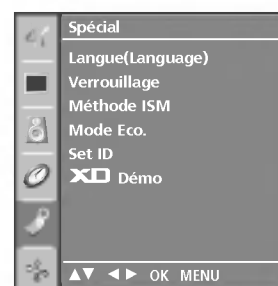 Spécial
Langue(Language)
Verrouillage
Méthode ISM
Mode Eco.
Set ID
XD Démo
▲▼ ◄► OK MENU